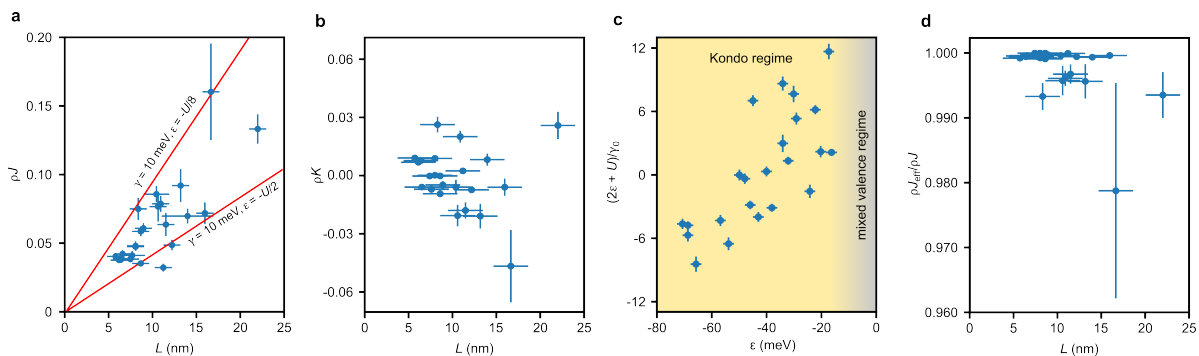 a
b
c
d
0.20
0.15
0.10
0.05
0
ρJ
γ = 10 meV, ε = -U/8
γ = 10 meV, ε = -U/2
0 5 10 15 20 25
L (nm)
0.06
0.03
0.00
-0.03
-0.06
ρK
0 5 10 15 20 25
L (nm)
12
6
0
-6
-12
(2ε + U)/γ₀
Kondo regime
mixed valence regime
-80 -60 -40 -20 0
ε (meV)
1.000
0.990
0.980
0.970
0.960
ρJeff/ρJ
0 5 10 15 20 25
L (nm)